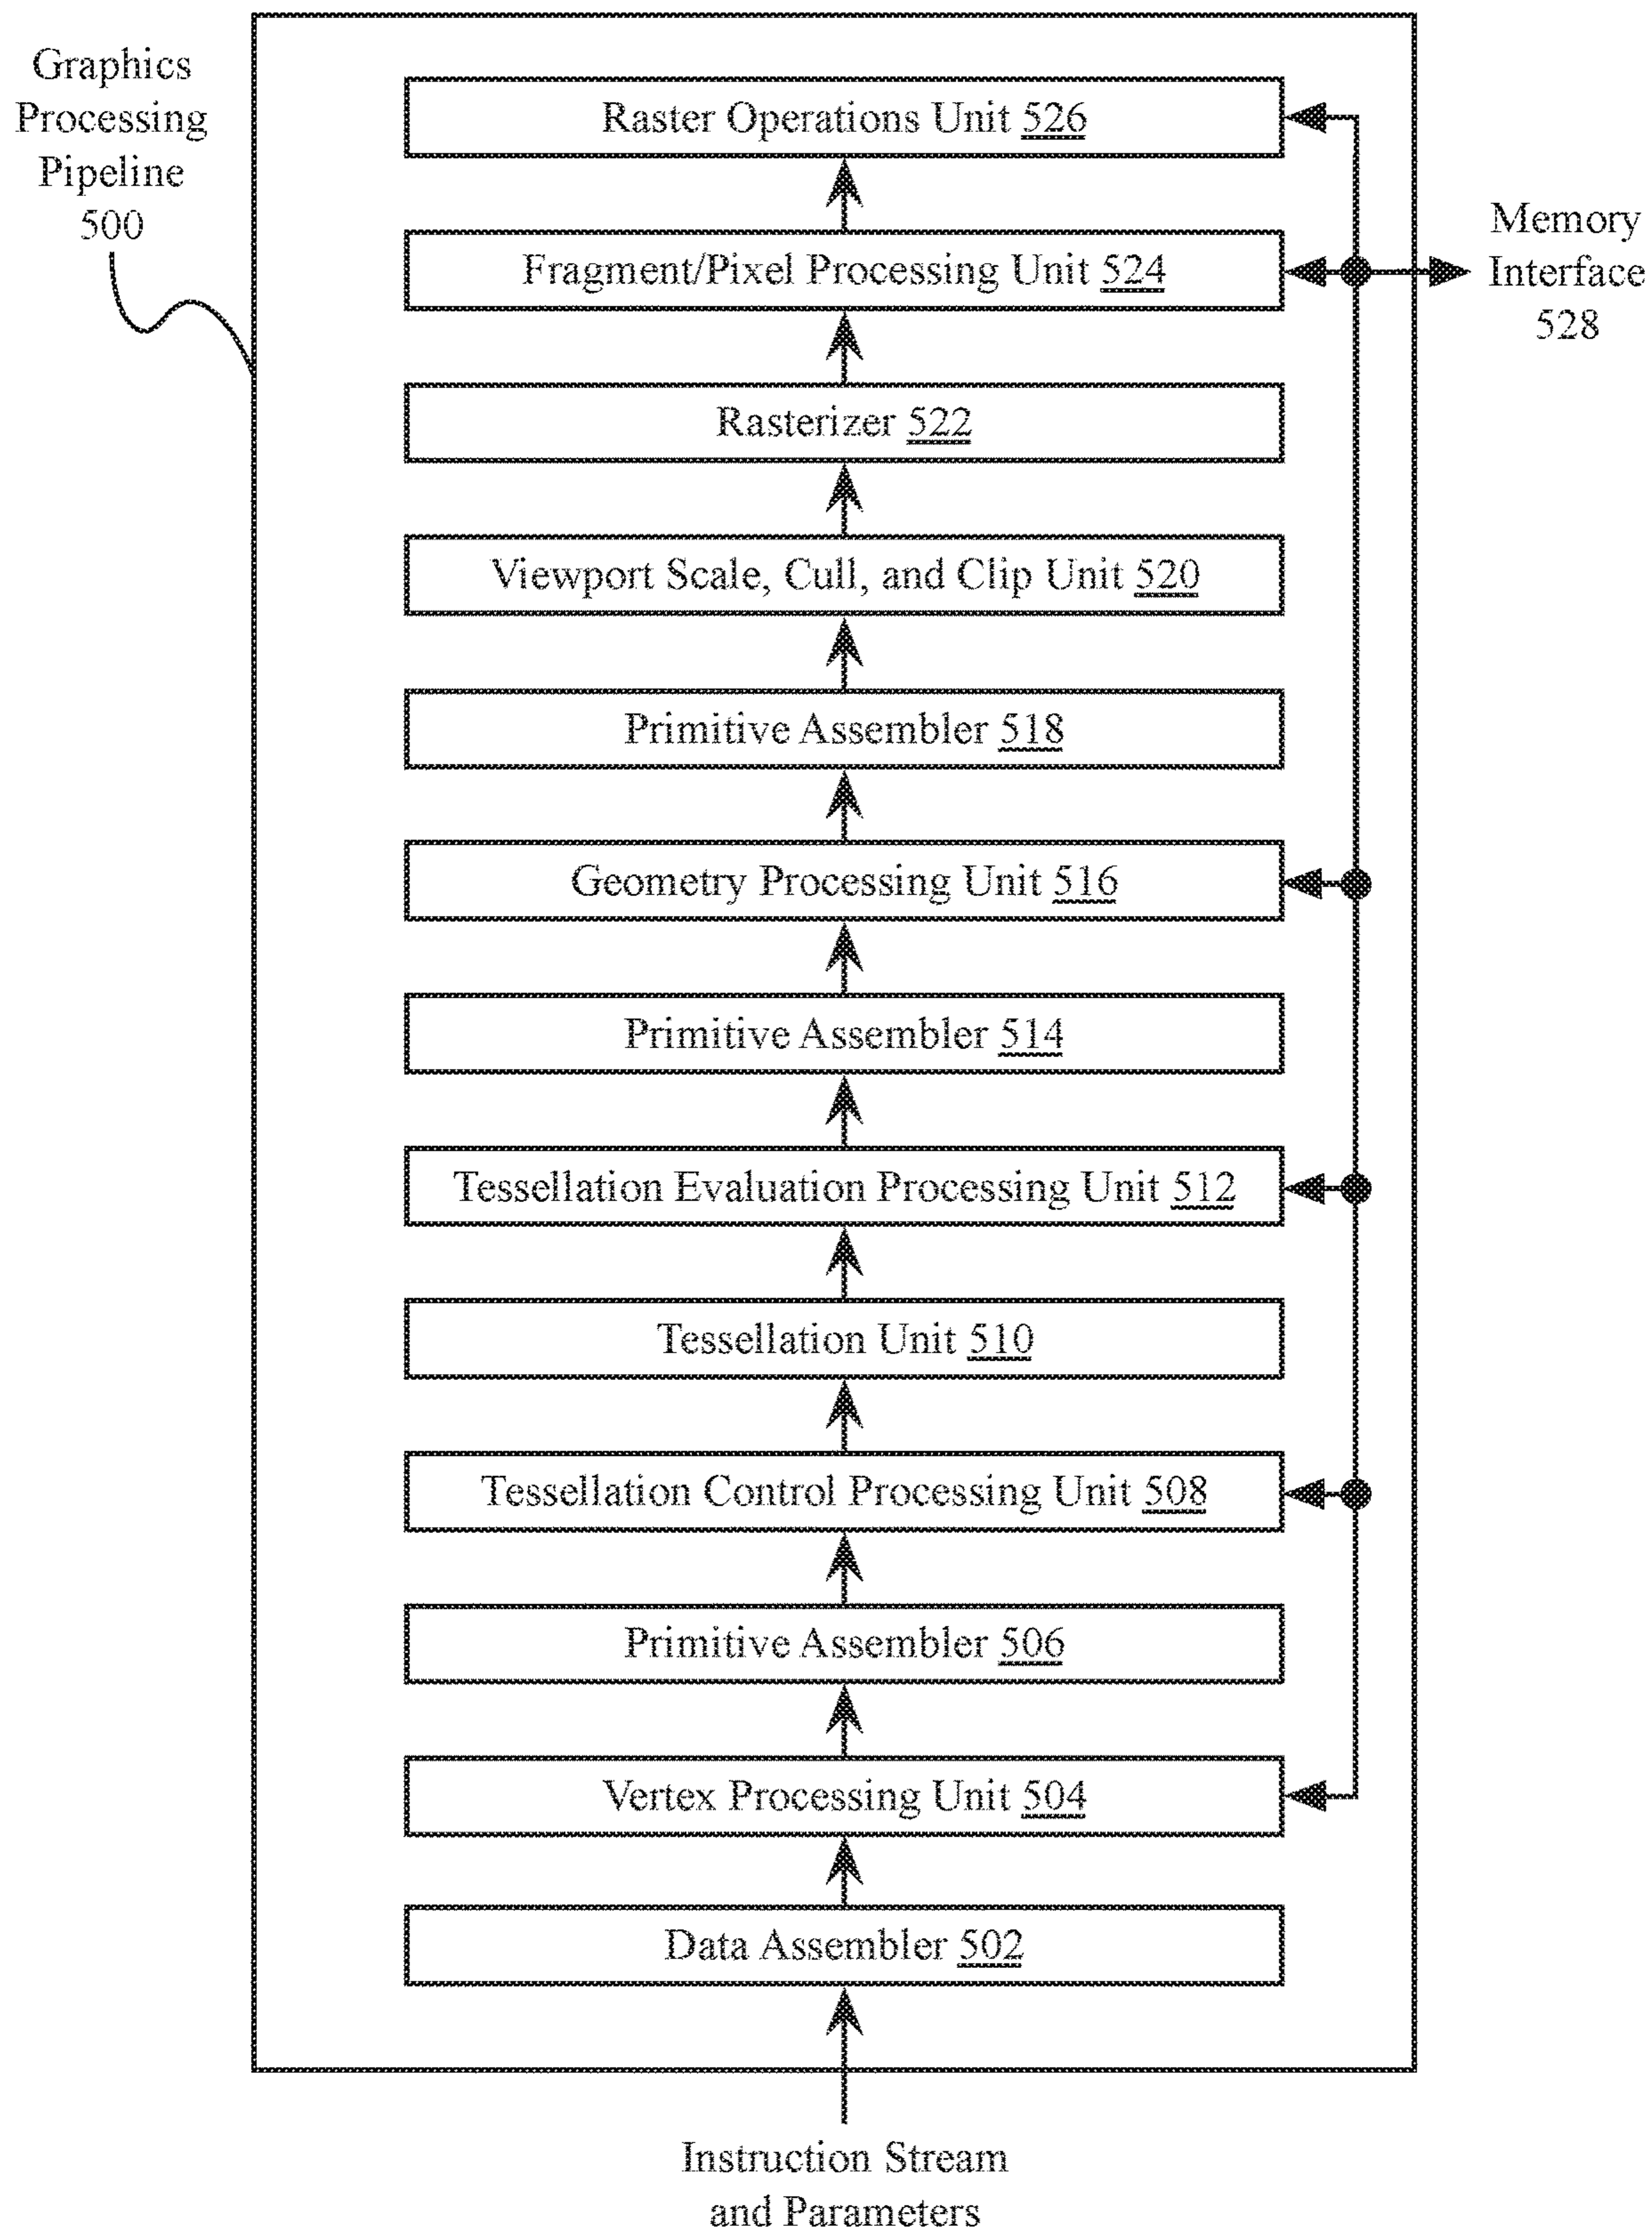 Graphics
Processing
Pipeline
500
Raster Operations Unit 526
Fragment/Pixel Processing Unit 524
Memory
Interface
528
Rasterizer 522
Viewport Scale, Cull, and Clip Unit 520
Primitive Assembler 518
Geometry Processing Unit 516
Primitive Assembler 514
Tessellation Evaluation Processing Unit 512
Tessellation Unit 510
Tessellation Control Processing Unit 508
Primitive Assembler 506
Vertex Processing Unit 504
Data Assembler 502
Instruction Stream
and Parameters